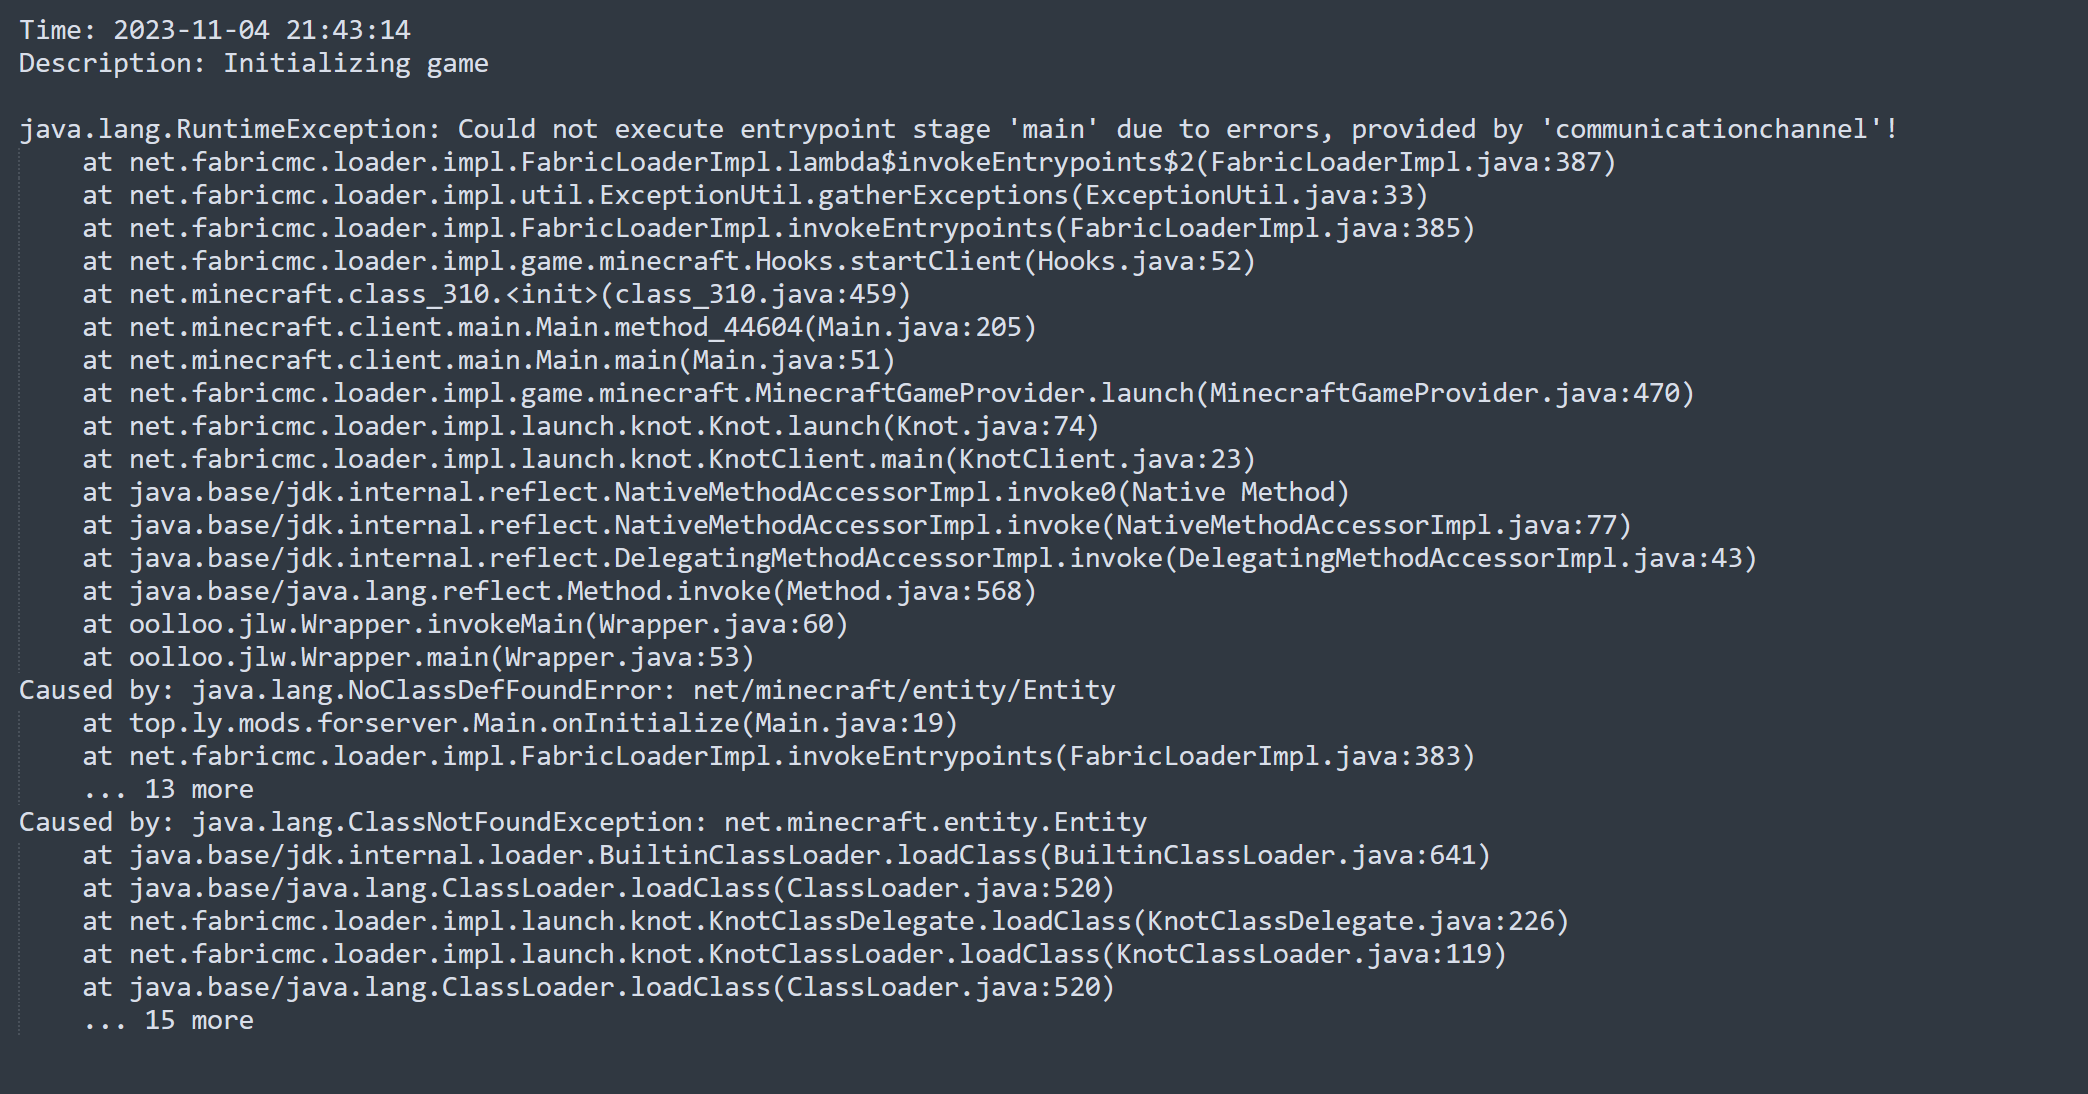 Time: 2023-11-04 21:43:14
Description: Initializing game

java.lang.RuntimeException: Could not execute entrypoint stage 'main' due to errors, provided by 'communicationchannel'!
    at net.fabricmc.loader.impl.FabricLoaderImpl.lambda$invokeEntrypoints$2(FabricLoaderImpl.java:387)
    at net.fabricmc.loader.impl.util.ExceptionUtil.gatherExceptions(ExceptionUtil.java:33)
    at net.fabricmc.loader.impl.FabricLoaderImpl.invokeEntrypoints(FabricLoaderImpl.java:385)
    at net.fabricmc.loader.impl.game.minecraft.Hooks.startClient(Hooks.java:52)
    at net.minecraft.class_310.<init>(class_310.java:459)
    at net.minecraft.client.main.Main.method_44604(Main.java:205)
    at net.minecraft.client.main.Main.main(Main.java:51)
    at net.fabricmc.loader.impl.game.minecraft.MinecraftGameProvider.launch(MinecraftGameProvider.java:470)
    at net.fabricmc.loader.impl.launch.knot.Knot.launch(Knot.java:74)
    at net.fabricmc.loader.impl.launch.knot.KnotClient.main(KnotClient.java:23)
    at java.base/jdk.internal.reflect.NativeMethodAccessorImpl.invoke0(Native Method)
    at java.base/jdk.internal.reflect.NativeMethodAccessorImpl.invoke(NativeMethodAccessorImpl.java:77)
    at java.base/jdk.internal.reflect.DelegatingMethodAccessorImpl.invoke(DelegatingMethodAccessorImpl.java:43)
    at java.base/java.lang.reflect.Method.invoke(Method.java:568)
    at oolloo.jlw.Wrapper.invokeMain(Wrapper.java:60)
    at oolloo.jlw.Wrapper.main(Wrapper.java:53)
Caused by: java.lang.NoClassDefFoundError: net/minecraft/entity/Entity
    at top.ly.mods.forserver.Main.onInitialize(Main.java:19)
    at net.fabricmc.loader.impl.FabricLoaderImpl.invokeEntrypoints(FabricLoaderImpl.java:383)
    ... 13 more
Caused by: java.lang.ClassNotFoundException: net.minecraft.entity.Entity
    at java.base/jdk.internal.loader.BuiltinClassLoader.loadClass(BuiltinClassLoader.java:641)
    at java.base/java.lang.ClassLoader.loadClass(ClassLoader.java:520)
    at net.fabricmc.loader.impl.launch.knot.KnotClassDelegate.loadClass(KnotClassDelegate.java:226)
    at net.fabricmc.loader.impl.launch.knot.KnotClassLoader.loadClass(KnotClassLoader.java:119)
    at java.base/java.lang.ClassLoader.loadClass(ClassLoader.java:520)
    ... 15 more